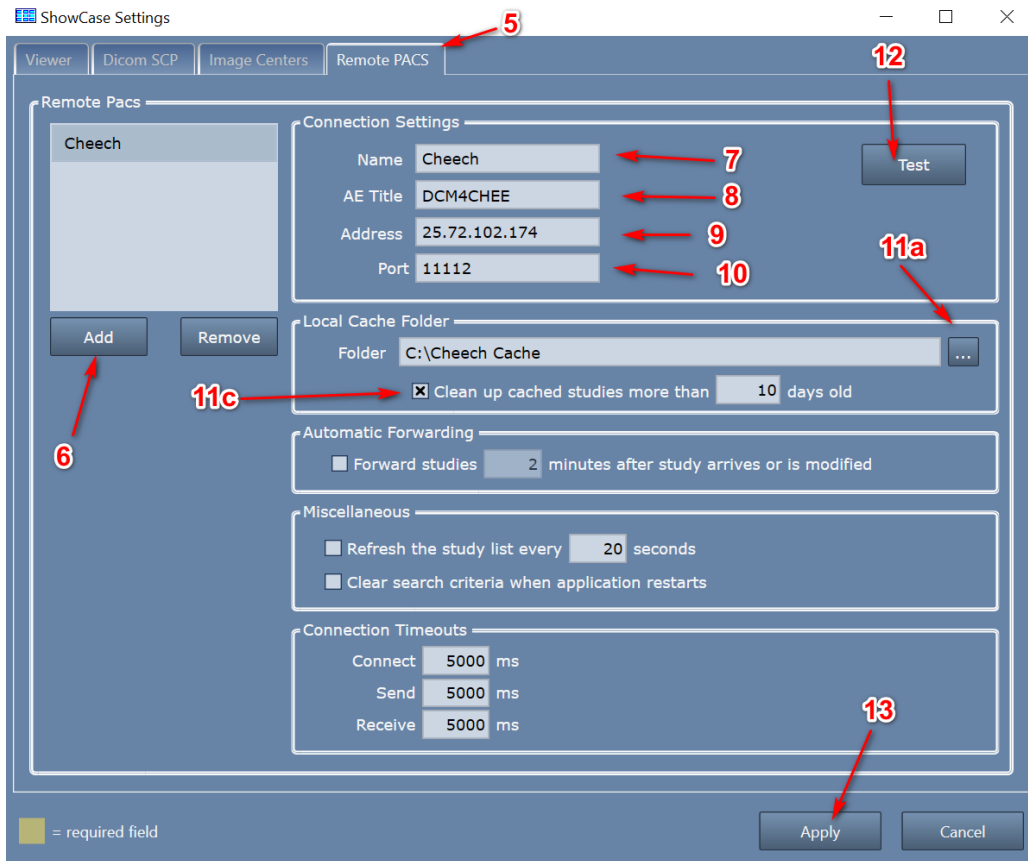 ShowCase Settings
5
Viewer Dicom SCP Image Centers Remote PACS
12
Remote Pacs
Cheech
Connection Settings
Name Cheech 7
Test
AE Title DCM4CHEE 8
Address 25.72.102.174 9
11a
Port 11112 10
Add Remove
Local Cache Folder
Folder C:\Cheech Cache ...
11c Clean up cached studies more than 10 days old
6
Automatic Forwarding
Forward studies 2 minutes after study arrives or is modified
Miscellaneous
Refresh the study list every 20 seconds
Clear search criteria when application restarts
Connection Timeouts
Connect 5000 ms
Send 5000 ms
Receive 5000 ms
13
= required field
Apply Cancel